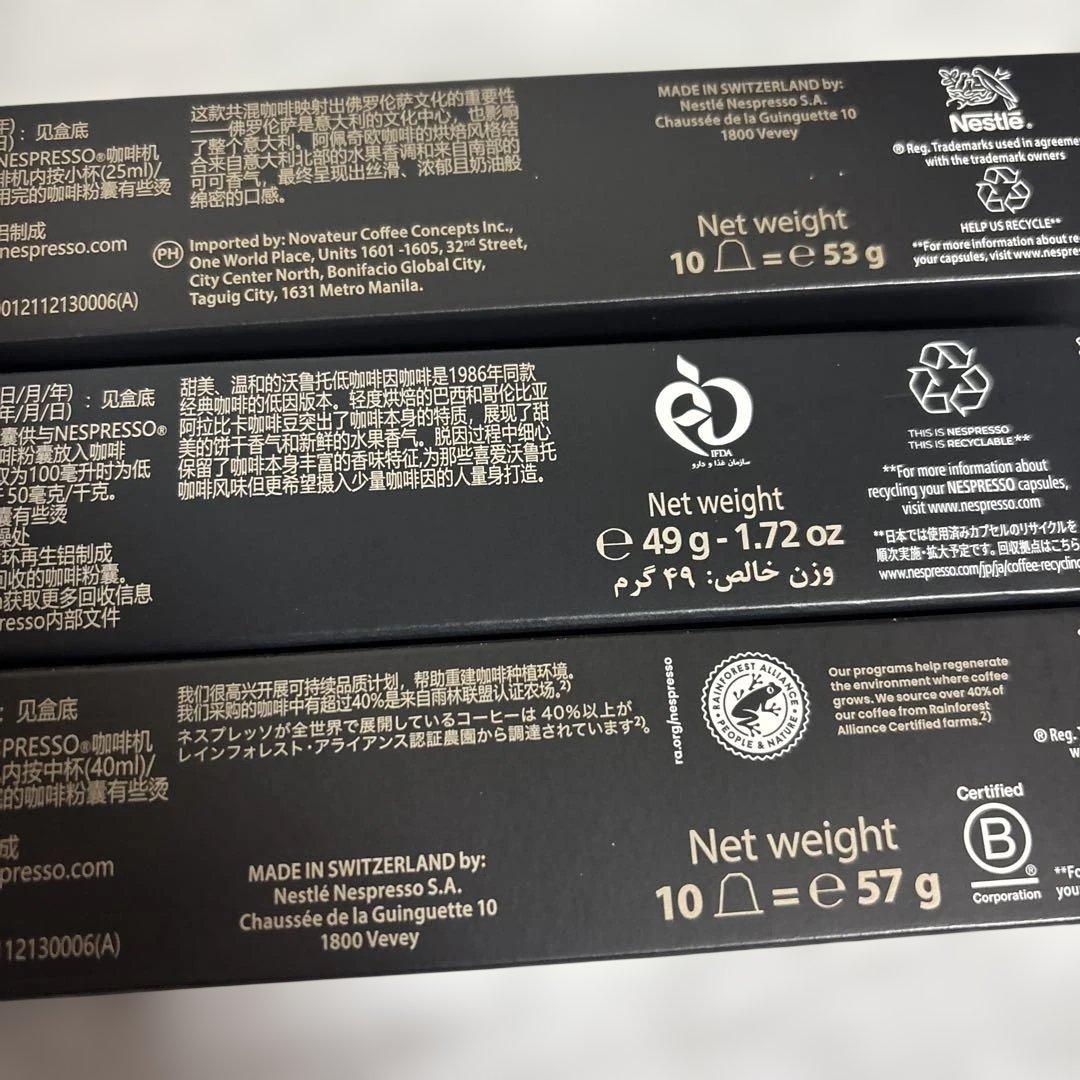 ：见盒底
NESPRESSO®咖啡机
啡机内按小杯(25ml)/
用完的咖啡粉囊有些烫
铝制成
nespresso.com
0012112130006(A)
这款共混咖啡映射出佛罗伦萨文化的重要性
——佛罗伦萨是意大利的文化中心，也影响
了整个意大利。阿佩奇欧咖啡的烘焙风格结
合来自意大利北部的水果香调和来自南部的
可可香气，最终呈现出丝滑、浓郁且奶油般
绵密的口感。
PH
Imported by: Novateur Coffee Concepts Inc.,
One World Place, Units 1601 -1605, 32nd Street,
City Center North, Bonifacio Global City,
Taguig City, 1631 Metro Manila.
MADE IN SWITZERLAND by:
Nestlé Nespresso S.A.
Chaussée de la Guinguette 10
1800 Vevey
Net weight
10 = ℮ 53 g
Nestlé®
® Reg. Trademarks used in agreeme
with the trademark owners
HELP US RECYCLE**
**For more information about re
your capsules, visit www.nespre
日/月/年)
年/月/日)：见盒底
囊供与NESPRESSO®
啡粉囊放入咖啡
仅为100毫升时为低
50毫克/千克。
囊有些烫
燥处
环再生铝制成
回收的咖啡粉囊。
获取更多回收信息
resso内部文件
甜美、温和的沃鲁托低咖啡因咖啡是1986年同款
经典咖啡的低因版本。轻度烘焙的巴西和哥伦比亚
阿拉比卡咖啡豆突出了咖啡本身的特质，展现了甜
美的饼干香气和新鲜的水果香气。脱因过程中细心
保留了咖啡本身丰富的香味特征,为那些喜爱沃鲁托
咖啡风味但更希望摄入少量咖啡因的人量身打造。
IFDA
سازمان غذا و دارو
Net weight
℮ 49 g - 1.72 oz
وزن خالص: ۴۹ گرم
THIS IS NESPRESSO
THIS IS RECYCLABLE**
**For more information about
recycling your NESPRESSO capsules,
visit www.nespresso.com
**日本では使用済みカプセルのリサイクルを
順次実施・拡大予定です。回収拠点はこちら
www.nespresso.com/jp/ja/coffee-recycling
：见盒底
PRESSO®咖啡机
内按中杯(40ml)/
的咖啡粉囊有些烫
成
presso.com
112130006(A)
我们很高兴开展可持续品质计划，帮助重建咖啡种植环境。
我们采购的咖啡中有超过40%是来自雨林联盟认证农场。2)
ネスプレッソが全世界で展開しているコーヒーは 40%以上が
レインフォレスト・アライアンス認証農園から調達されています2)。
MADE IN SWITZERLAND by:
Nestlé Nespresso S.A.
Chaussée de la Guinguette 10
1800 Vevey
ra.org/nespresso
RAINFOREST ALLIANCE
PEOPLE & NATURE
Our programs help regenerate
the environment where coffee
grows. We source over 40% of
our coffee from Rainforest
Alliance Certified farms.2)
Net weight
10 = ℮ 57 g
Certified
B
®
Corporation
® Reg.
**Fo
you